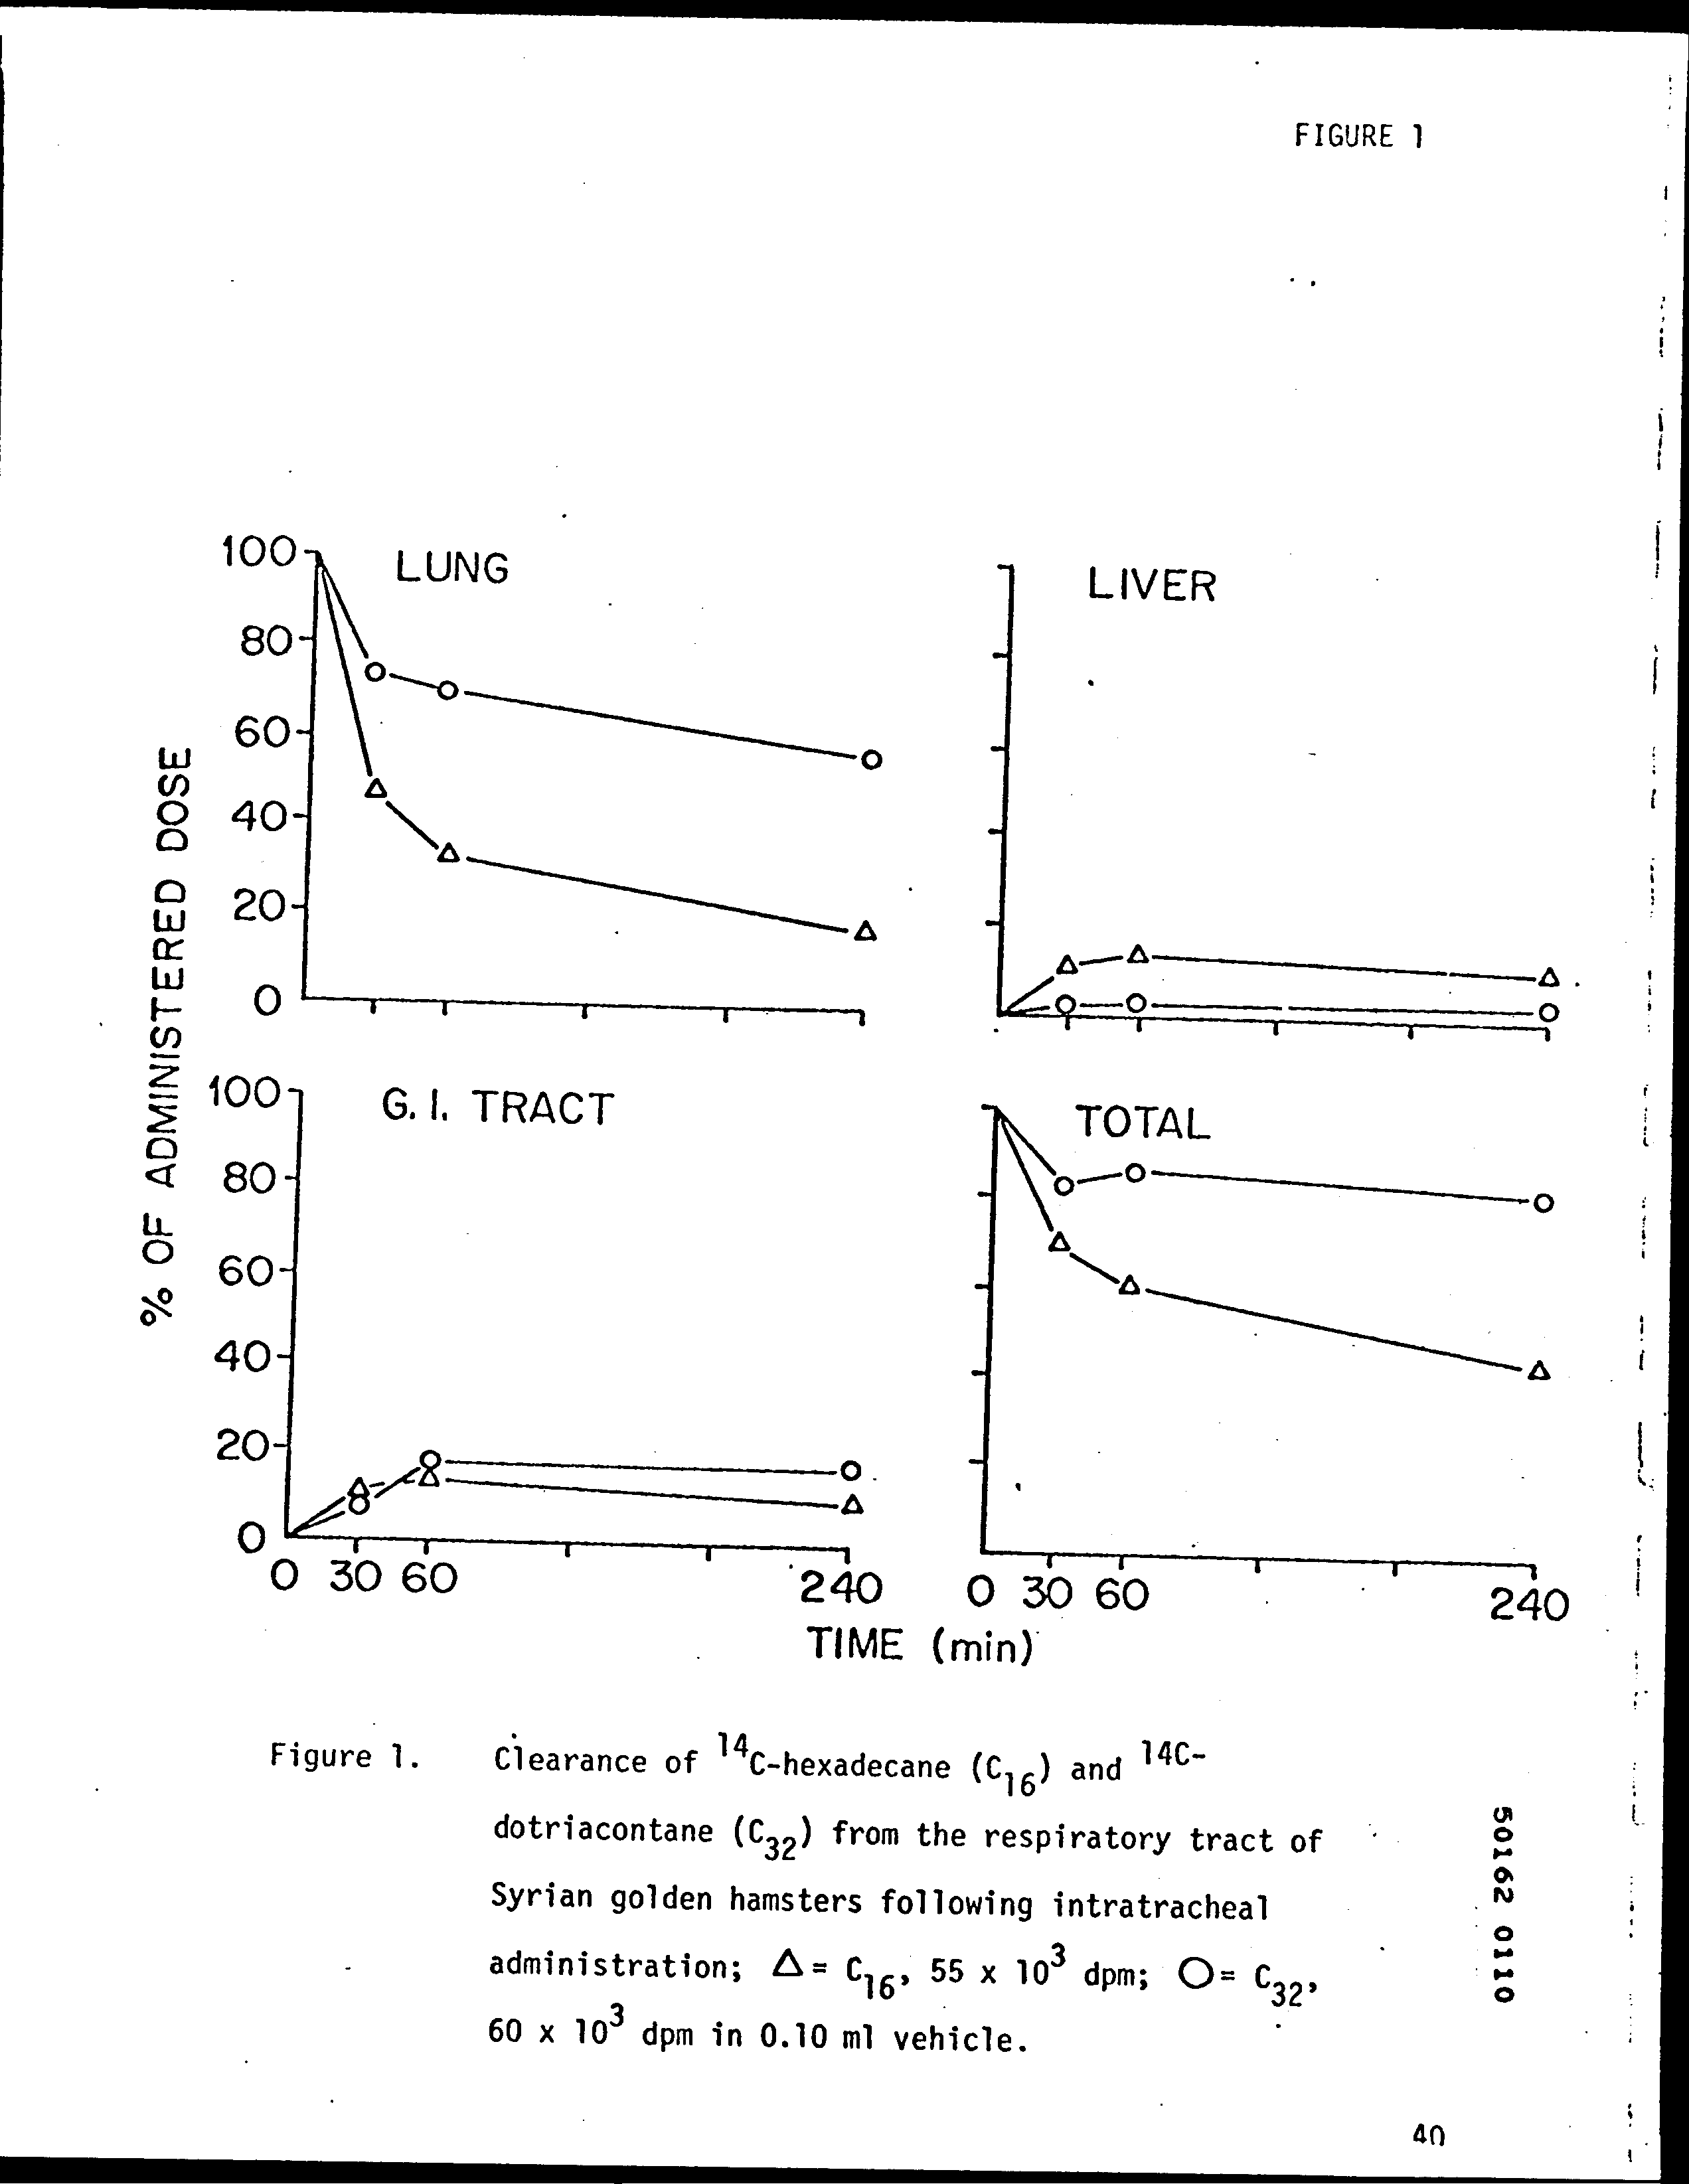 FIGURE 1
LUNG
100
80
60
40
20
0
LIVER
% OF ADMINISTERED DOSE
G. I. TRACT
100
80
60
40
20
0
0 30 60 240
TOTAL
0 30 60 240
TIME (min)
Figure 1. Clearance of ¹⁴C-hexadecane (C₁₆) and ¹⁴C-
dotriacontane (C₃₂) from the respiratory tract of
Syrian golden hamsters following intratracheal
administration; △= C₁₆, 55 x 10³ dpm; ○= C₃₂,
60 x 10³ dpm in 0.10 ml vehicle.
50162 0110
40